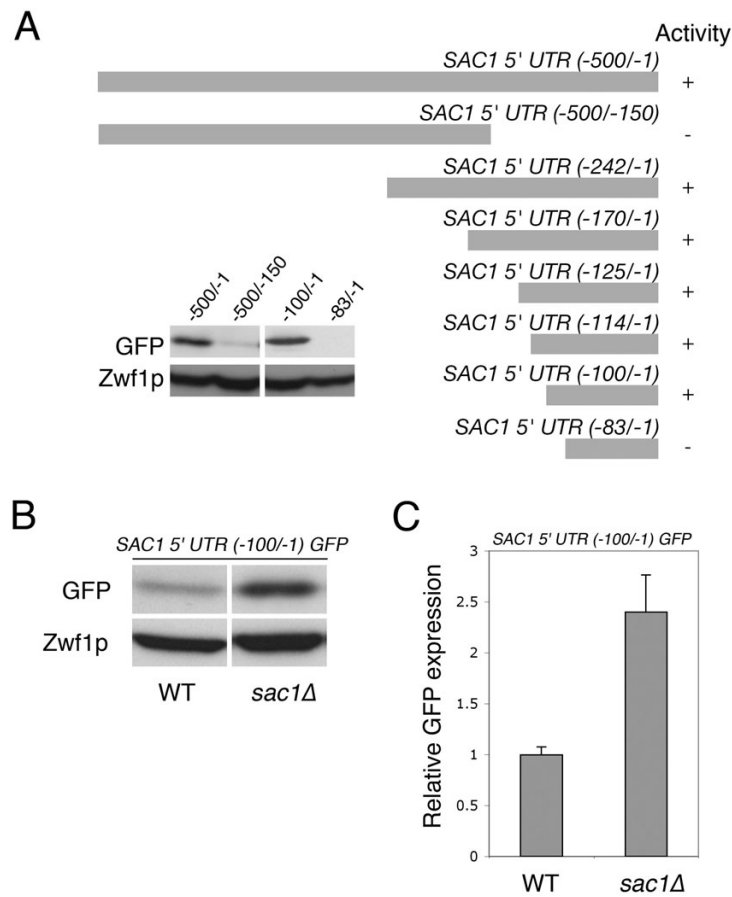 A
Activity
SAC1 5' UTR (-500/-1)
+
SAC1 5' UTR (-500/-150)
-
SAC1 5' UTR (-242/-1)
+
SAC1 5' UTR (-170/-1)
+
SAC1 5' UTR (-125/-1)
+
SAC1 5' UTR (-114/-1)
+
SAC1 5' UTR (-100/-1)
+
SAC1 5' UTR (-83/-1)
-
-500/-1 -500/-150 -100/-1 -83/-1
GFP
Zwf1p
B
SAC1 5' UTR (-100/-1) GFP
GFP
Zwf1p
WT sac1Δ
C
SAC1 5' UTR (-100/-1) GFP
Relative GFP expression
3
2.5
2
1.5
1
0.5
0
WT sac1Δ